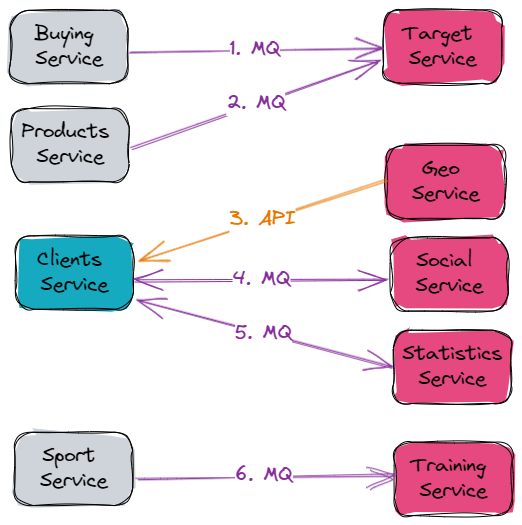 Buying
Service
1. MQ
Target
Service
2. MQ
Products
Service
Geo
Service
3. API
Clients
Service
4. MQ
Social
Service
5. MQ
Statistics
Service
Sport
Service
6. MQ
Training
Service